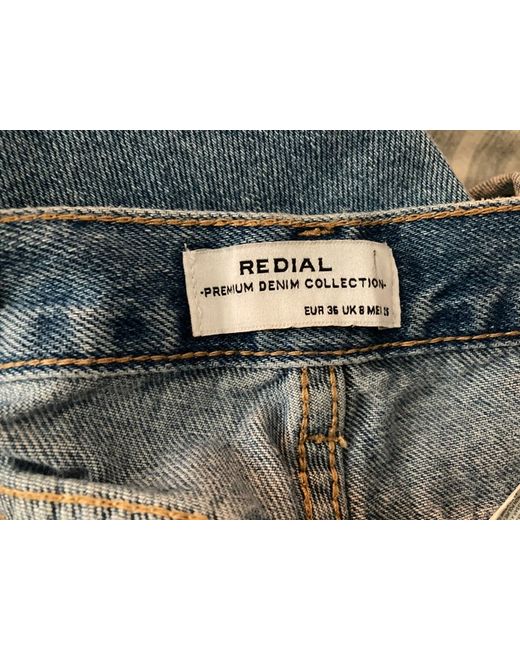 REDIAL
-PREMIUM DENIM COLLECTION-
EUR 36 UK 8